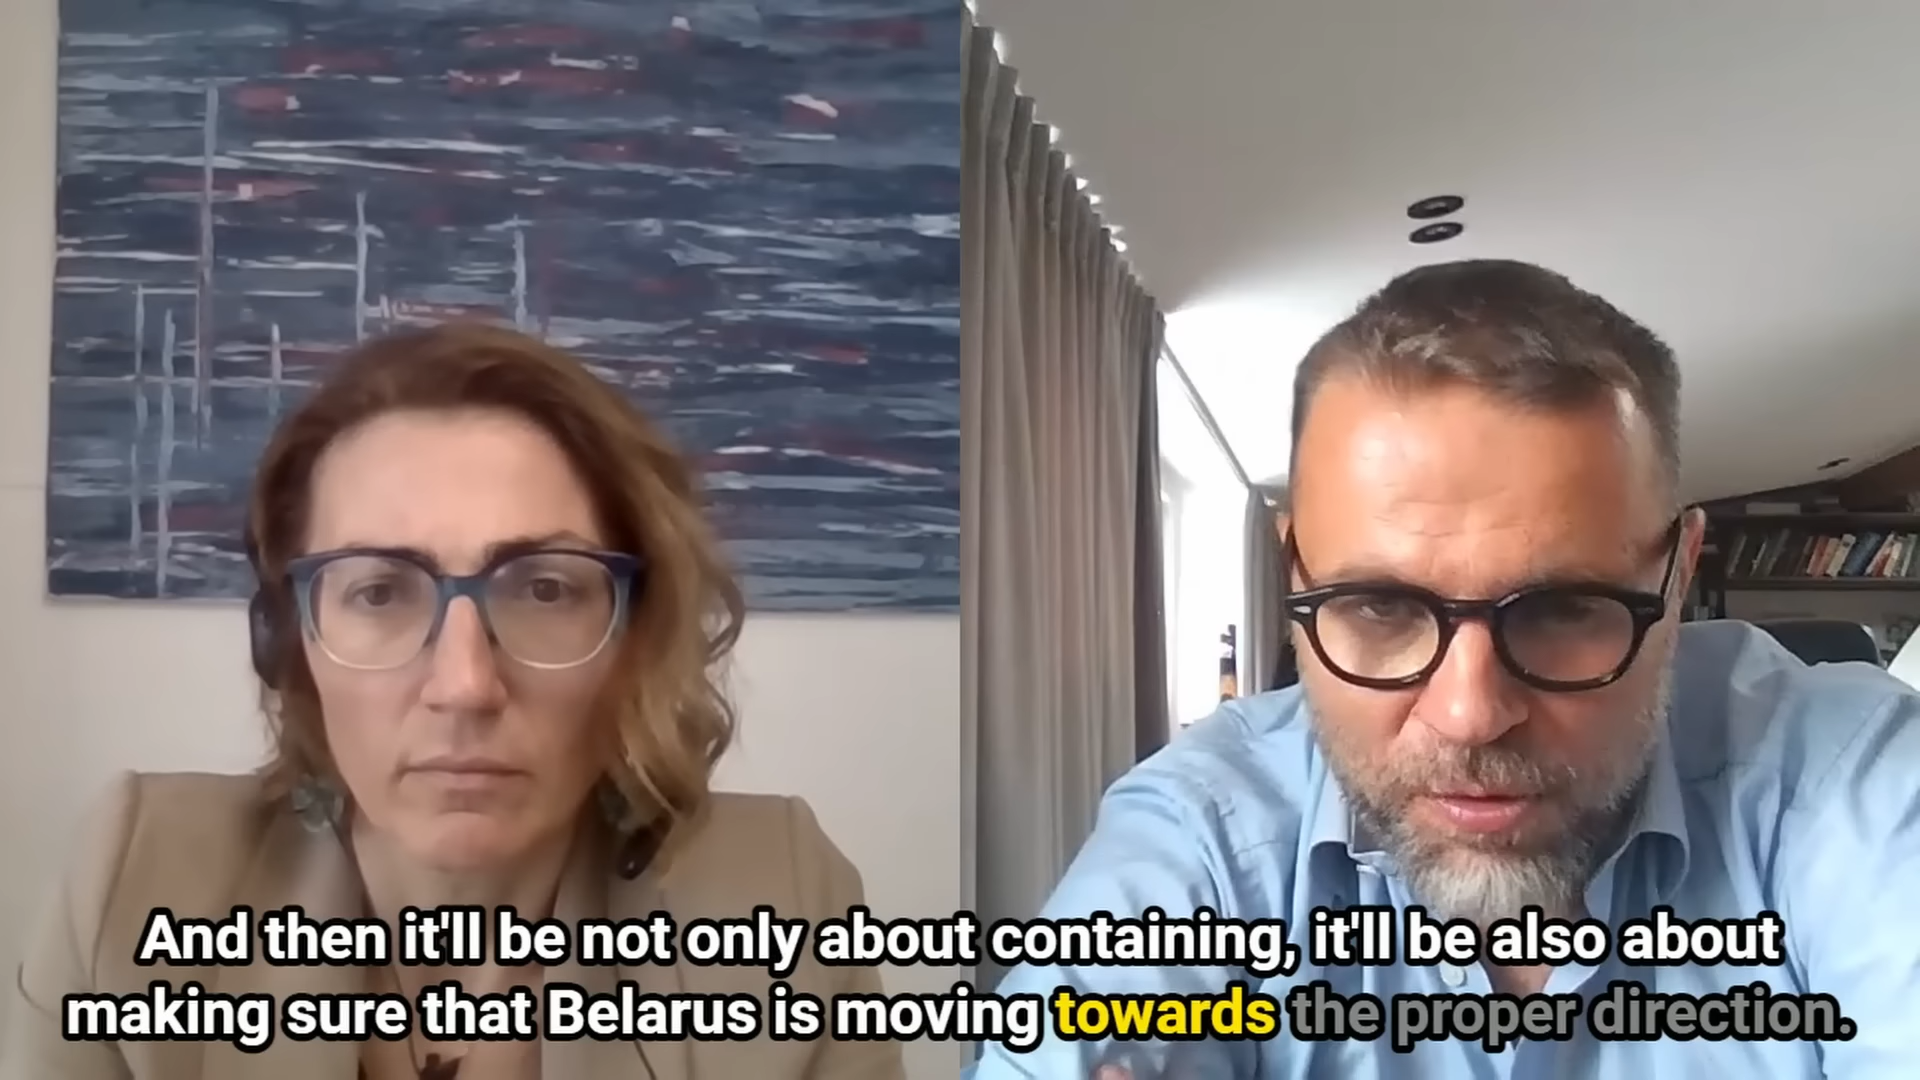 And then it'll be not only about containing, it'll be also about
making sure that Belarus is moving towards the proper direction.